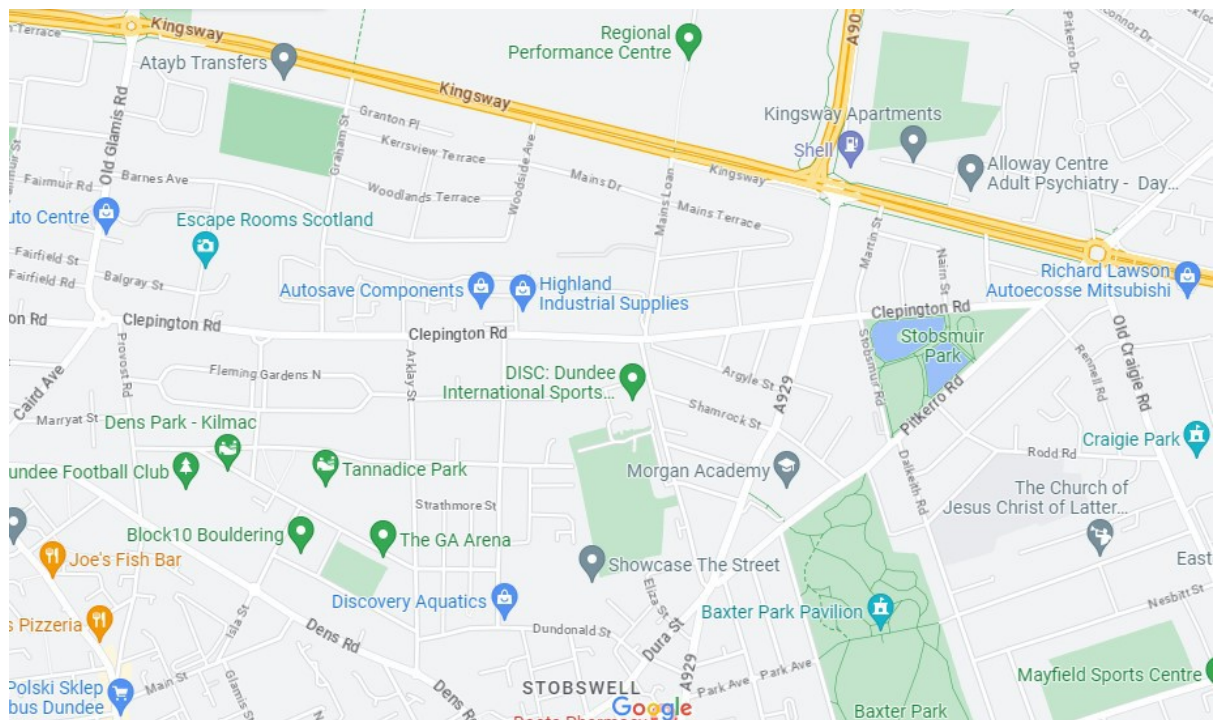 Kingsway
Terrace
Atayb Transfers
Regional
Performance Centre
A90
Pitkerro Dr
connor Dr
Kingsway
Granton Pl
Kerrsview Terrace
Graham St
Old Glamis Rd
Woodside Ave
Kingsway Apartments
Shell
Alloway Centre
Adult Psychiatry - Day...
Fairmuir Rd
Barnes Ave
Woodlands Terrace
Mains Dr
Mains Loan
Kingsway
Mains Terrace
uto Centre
Escape Rooms Scotland
Martin St
Nairn St
Fairfield St
Fairfield Rd
Balgray St
Autosave Components
Highland
Industrial Supplies
Richard Lawson
Autoecosse Mitsubishi
on Rd
Clepington Rd
Clepington Rd
Clepington Rd
Stobsmuir
Park
Provost Rd
Caird Ave
Fleming Gardens N
Arklay St
DISC: Dundee
International Sports...
Argyle St
Shamrock St
A929
Stobsmuir Rd
Pitkerro Rd
Rennell Rd
Old Craigie Rd
Marryat St
Dens Park - Kilmac
undee Football Club
Tannadice Park
Morgan Academy
Dalkeith Rd
Craigie Park
Rodd Rd
Strathmore St
The Church of
Jesus Christ of Latter...
Block10 Bouldering
The GA Arena
Joe's Fish Bar
Showcase The Street
East
Discovery Aquatics
Eliza St
Baxter Park Pavilion
Nesbitt St
s Pizzeria
Isla St
Dens Rd
Dundonald St
Dura St
A929
Park Ave
Park Ave
Mayfield Sports Centre
Polski Sklep
bus Dundee
Main St
Glamis St
Dens Rd
STOBSWELL
Google
Boots Pharmacy
Baxter Park